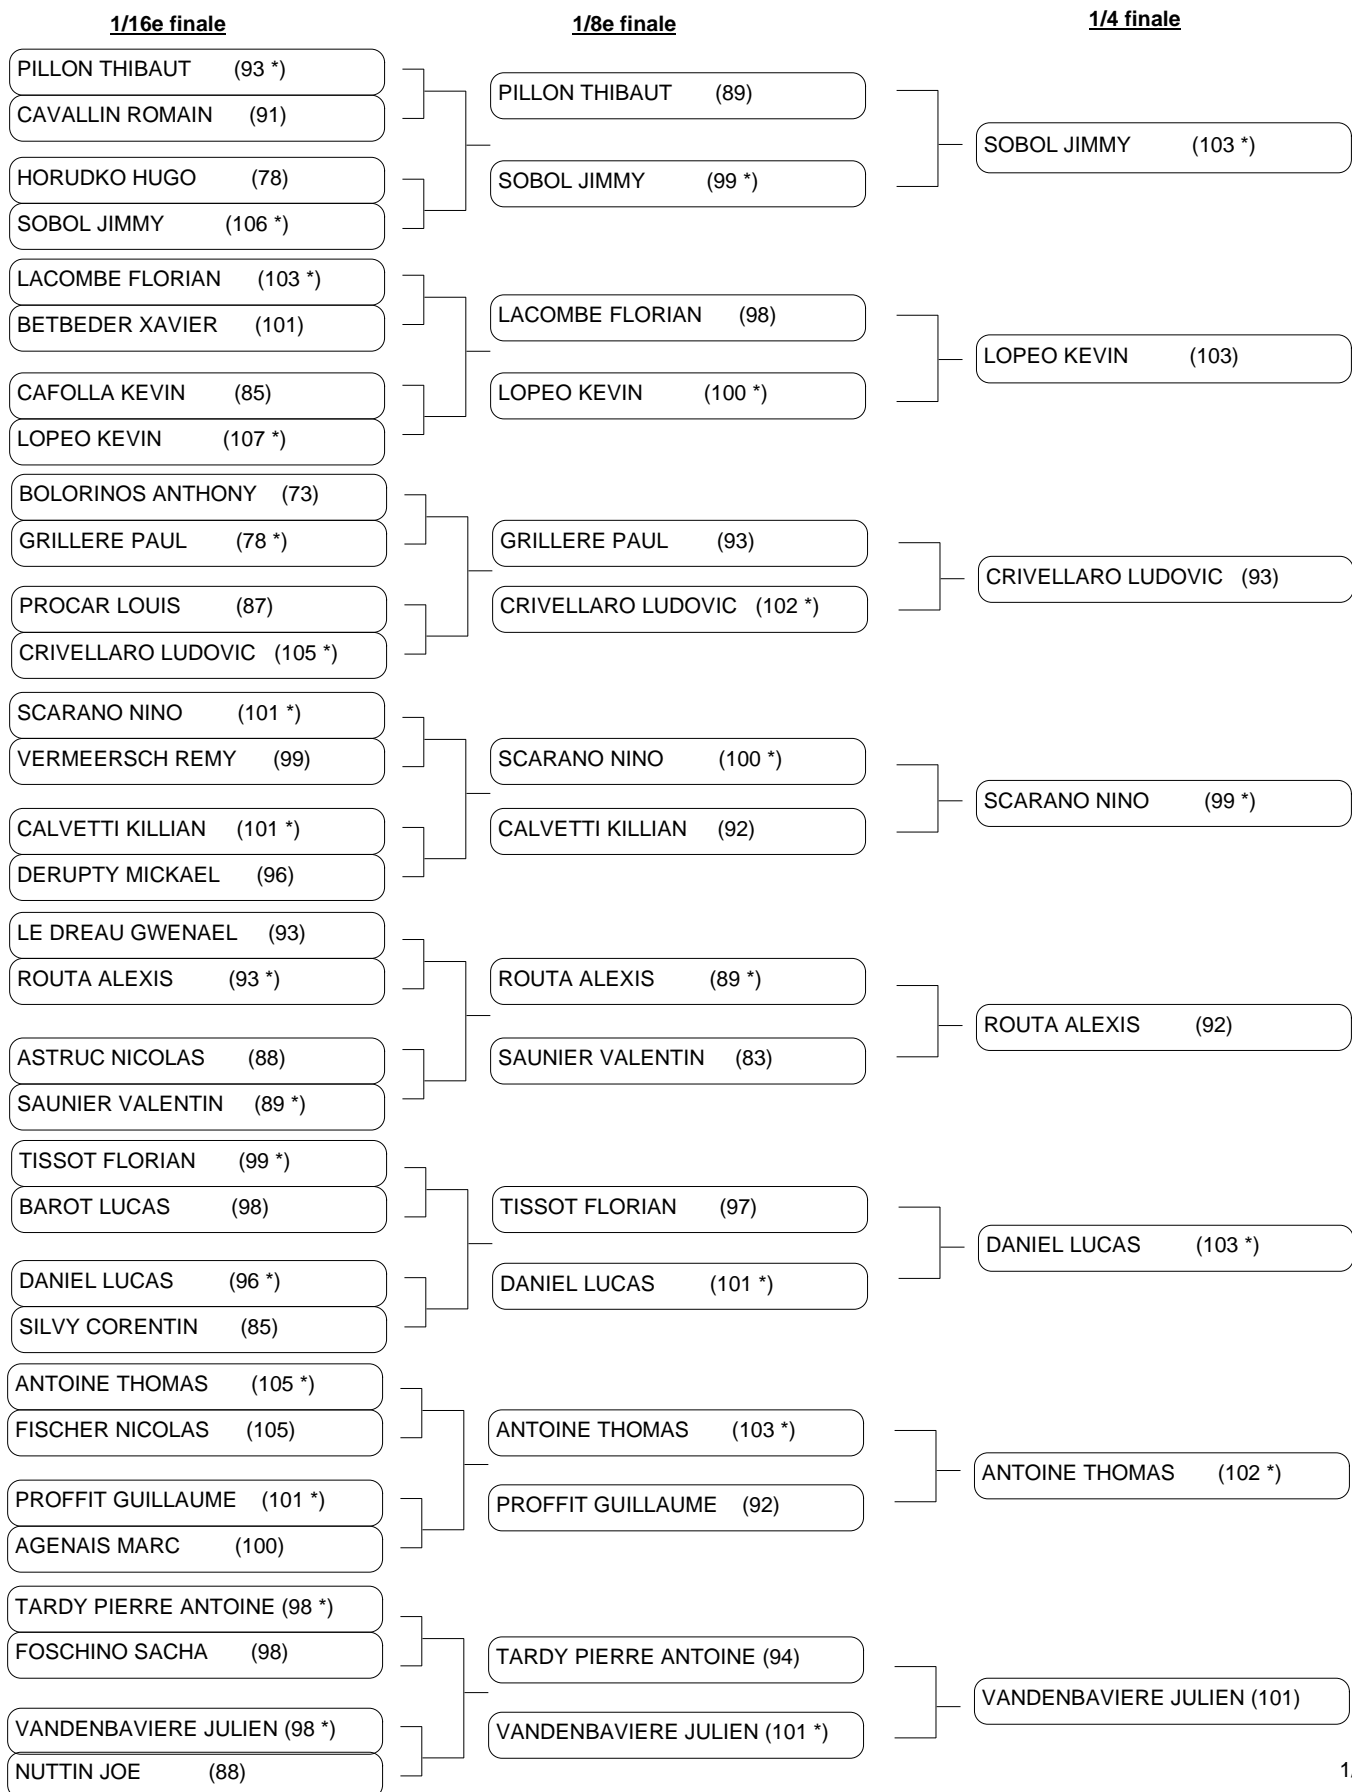 1/16e finale
PILLON THIBAUT (93 *)
CAVALLIN ROMAIN (91)
HORUDKO HUGO (78)
SOBOL JIMMY (106 *)
LACOMBE FLORIAN (103 *)
BETBEDER XAVIER (101)
CAFOLLA KEVIN (85)
LOPEO KEVIN (107 *)
BOLORINOS ANTHONY (73)
GRILLERE PAUL (78 *)
PROCAR LOUIS (87)
CRIVELLARO LUDOVIC (105 *)
SCARANO NINO (101 *)
VERMEERSCH REMY (99)
CALVETTI KILLIAN (101 *)
DERUPTY MICKAEL (96)
LE DREAU GWENAEL (93)
ROUTA ALEXIS (93 *)
ASTRUC NICOLAS (88)
SAUNIER VALENTIN (89 *)
TISSOT FLORIAN (99 *)
BAROT LUCAS (98)
DANIEL LUCAS (96 *)
SILVY CORENTIN (85)
ANTOINE THOMAS (105 *)
FISCHER NICOLAS (105)
PROFFIT GUILLAUME (101 *)
AGENAIS MARC (100)
TARDY PIERRE ANTOINE (98 *)
FOSCHINO SACHA (98)
VANDENBAVIERE JULIEN (98 *)
NUTTIN JOE (88)
1/8e finale
PILLON THIBAUT (89)
SOBOL JIMMY (99 *)
LACOMBE FLORIAN (98)
LOPEO KEVIN (100 *)
GRILLERE PAUL (93)
CRIVELLARO LUDOVIC (102 *)
SCARANO NINO (100 *)
CALVETTI KILLIAN (92)
ROUTA ALEXIS (89 *)
SAUNIER VALENTIN (83)
TISSOT FLORIAN (97)
DANIEL LUCAS (101 *)
ANTOINE THOMAS (103 *)
PROFFIT GUILLAUME (92)
TARDY PIERRE ANTOINE (94)
VANDENBAVIERE JULIEN (101 *)
1/4 finale
SOBOL JIMMY (103 *)
LOPEO KEVIN (103)
CRIVELLARO LUDOVIC (93)
SCARANO NINO (99 *)
ROUTA ALEXIS (92)
DANIEL LUCAS (103 *)
ANTOINE THOMAS (102 *)
VANDENBAVIERE JULIEN (101)
1/